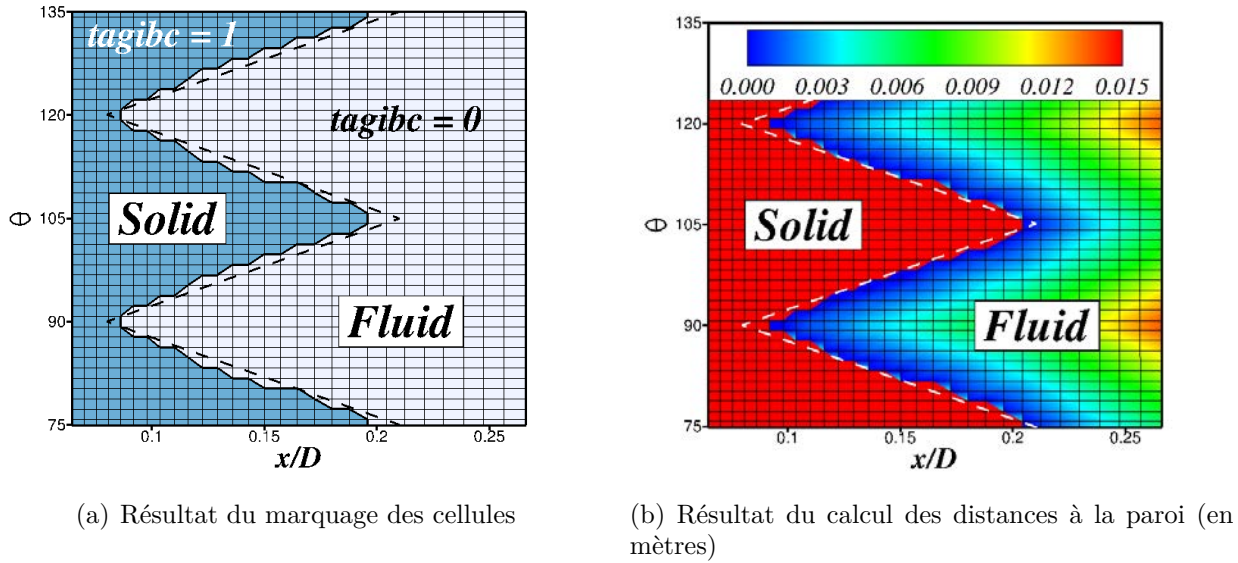 135
120
105
90
75
θ
tagibc = 1
tagibc = 0
Solid
Fluid
0.1 0.15 0.2 0.25
x/D
(a) Résultat du marquage des cellules
135
120
105
90
75
θ
0.000 0.003 0.006 0.009 0.012 0.015
Solid
Fluid
0.1 0.15 0.2 0.25
x/D
(b) Résultat du calcul des distances à la paroi (en
mètres)